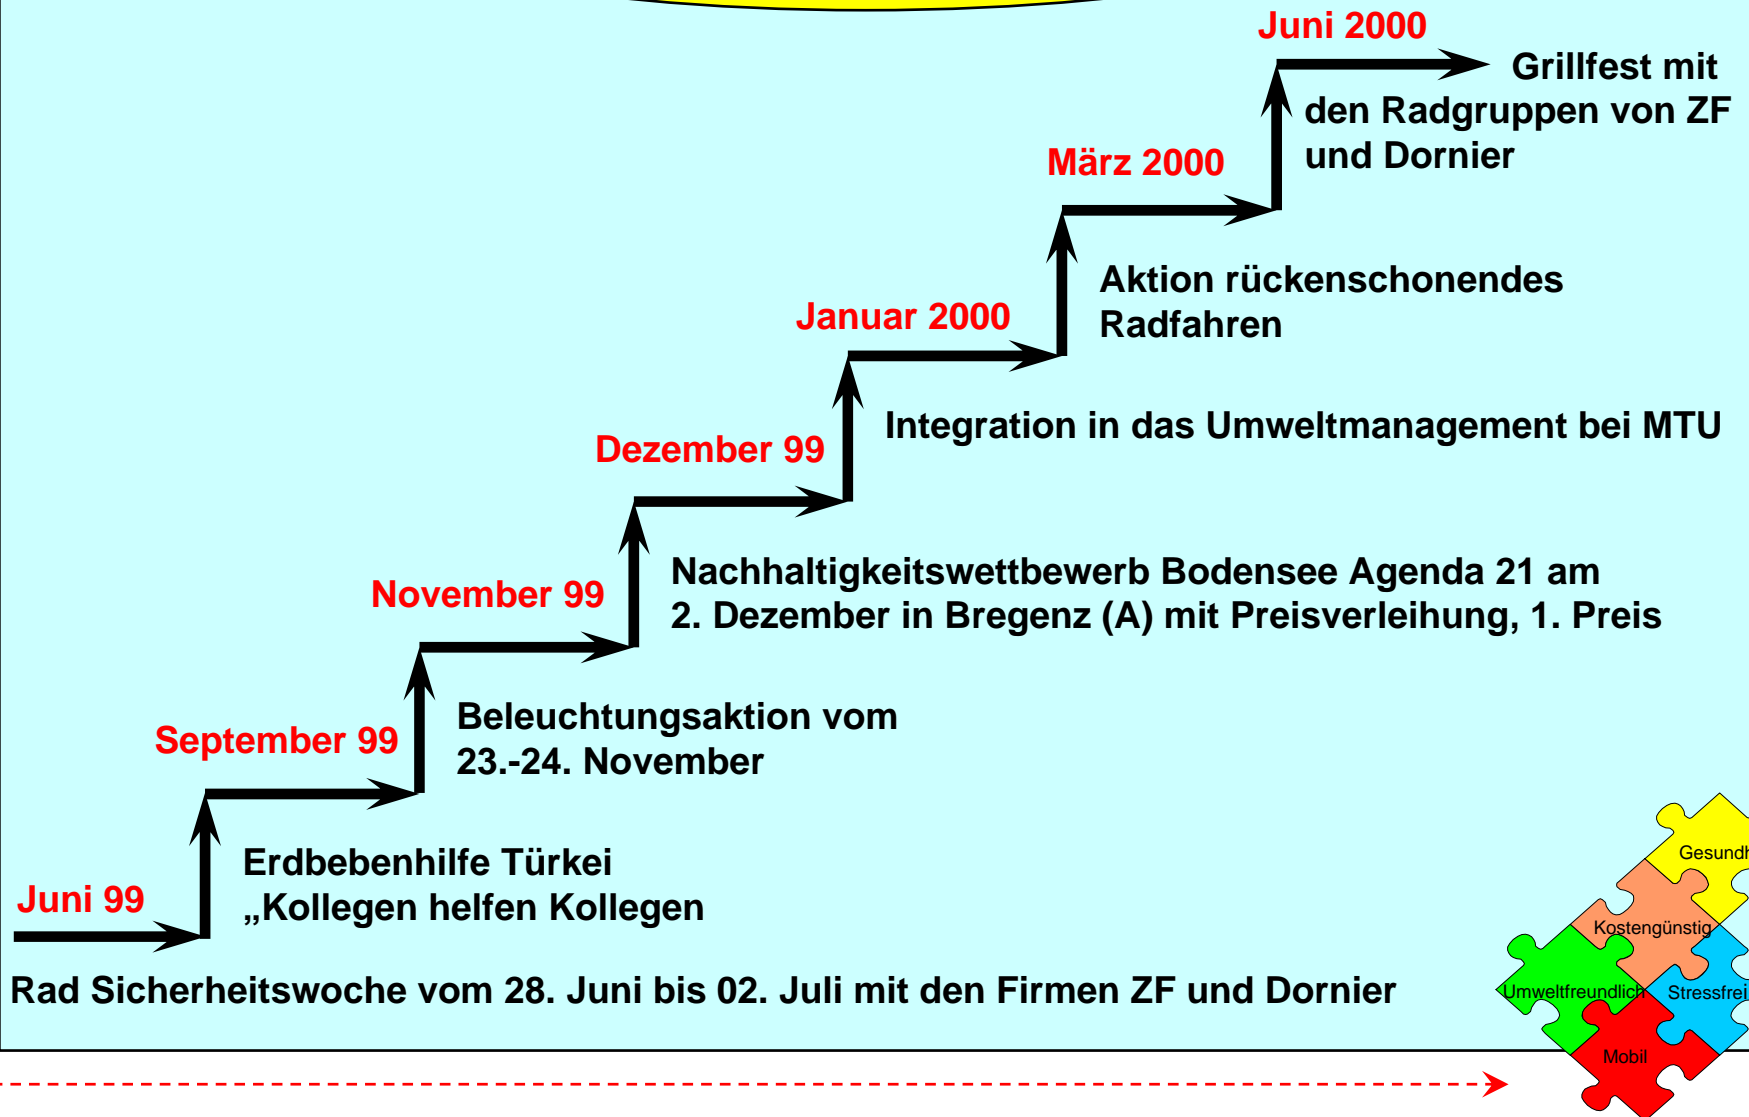 Juni 2000
Grillfest mit
den Radgruppen von ZF
und Dornier
März 2000
Aktion rückenschonendes
Radfahren
Januar 2000
Integration in das Umweltmanagement bei MTU
Dezember 99
Nachhaltigkeitswettbewerb Bodensee Agenda 21 am
2. Dezember in Bregenz (A) mit Preisverleihung, 1. Preis
November 99
Beleuchtungsaktion vom
23.-24. November
September 99
Erdbebenhilfe Türkei
„Kollegen helfen Kollegen
Juni 99
Rad Sicherheitswoche vom 28. Juni bis 02. Juli mit den Firmen ZF und Dornier
Gesundh
Kostengünstig
Umweltfreundlich
Stressfrei
Mobil